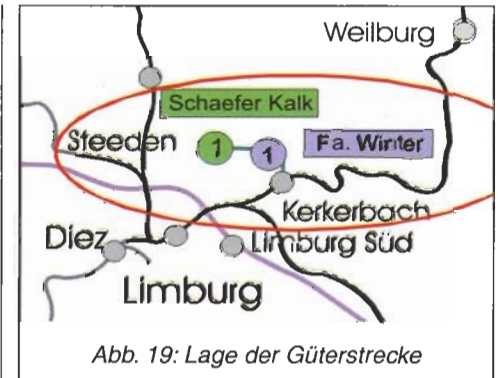 Weilburg
Schaefer Kalk
Steeden
1
1
Fa. Winter
Kerkerbach
Diez
Limburg Süd
Limburg
Abb. 19: Lage der Güterstrecke